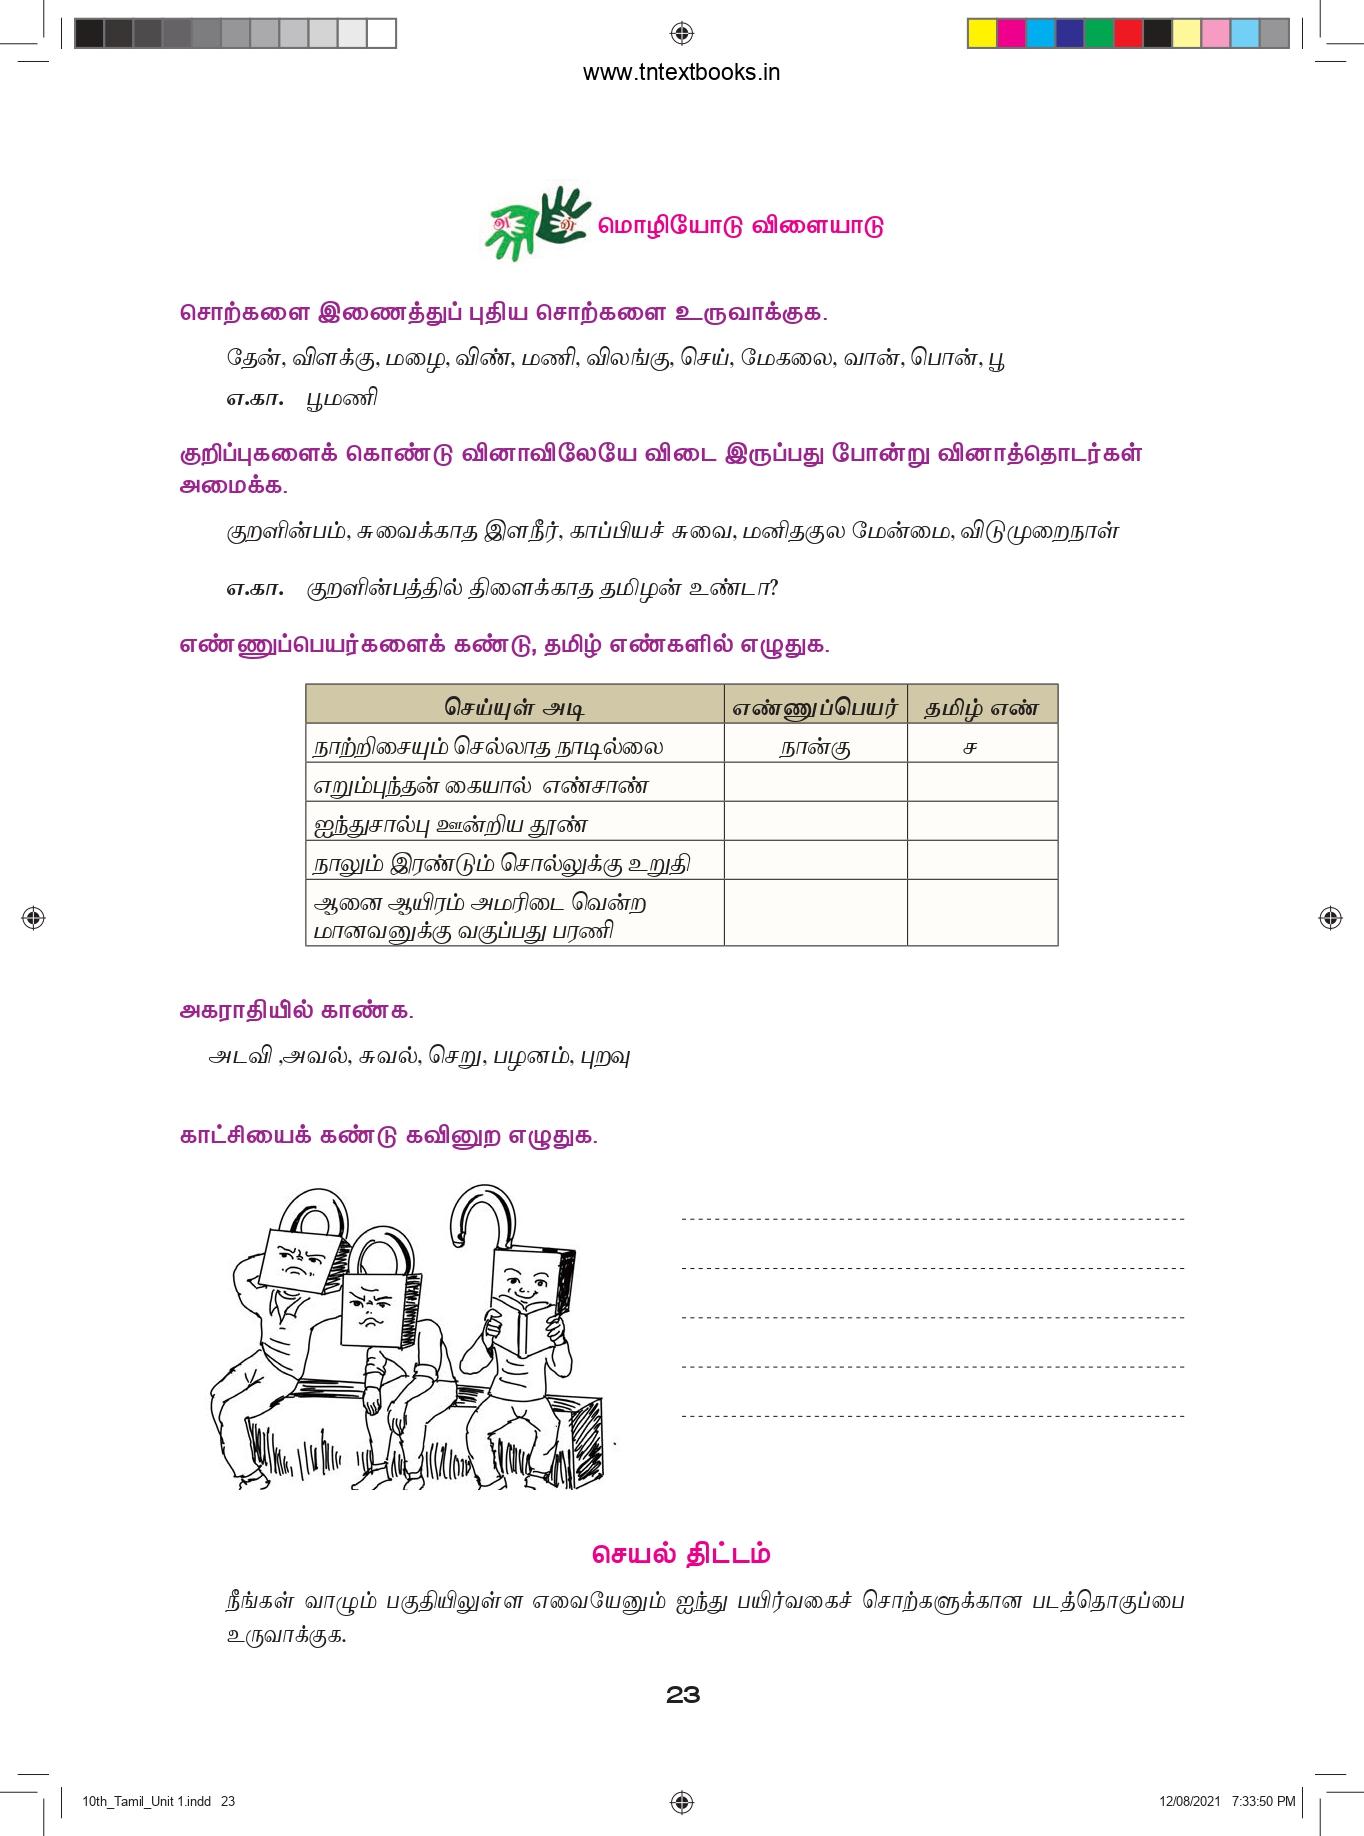 www.tntextbooks.in
அ
ன்
மொழியோடு விளையாடு
சொற்களை இணைத்துப் புதிய சொற்களை உருவாக்குக.
தேன், விளக்கு, மழை, விண், மணி, விலங்கு, செய், மேகலை, வான், பொன், பூ
எ.கா. பூமணி
குறிப்புகளைக் கொண்டு வினாவிலேயே விடை இருப்பது போன்று வினாத்தொடர்கள்
அமைக்க.
குறளின்பம், சுவைக்காத இளநீர், காப்பியச் சுவை, மனிதகுல மேன்மை, விடுமுறைநாள்
எ.கா. குறளின்பத்தில் திளைக்காத தமிழன் உண்டா?
எண்ணுப்பெயர்களைக் கண்டு, தமிழ் எண்களில் எழுதுக.
செய்யுள் அடி எண்ணுப்பெயர் தமிழ் எண்
நாற்றிசையும் செல்லாத நாடில்லை நான்கு ௪
எறும்புந்தன் கையால் எண்சாண்
ஐந்துசால்பு ஊன்றிய தூண்
நாலும் இரண்டும் சொல்லுக்கு உறுதி
ஆனை ஆயிரம் அமரிடை வென்ற
மானவனுக்கு வகுப்பது பரணி
அகராதியில் காண்க.
அடவி ,அவல், சுவல், செறு, பழனம், புறவு
காட்சியைக் கண்டு கவினுற எழுதுக.
செயல் திட்டம்
நீங்கள் வாழும் பகுதியிலுள்ள எவையேனும் ஐந்து பயிர்வகைச் சொற்களுக்கான படத்தொகுப்பை
உருவாக்குக.
23
10th_Tamil_Unit 1.indd 23
12/08/2021 7:33:50 PM